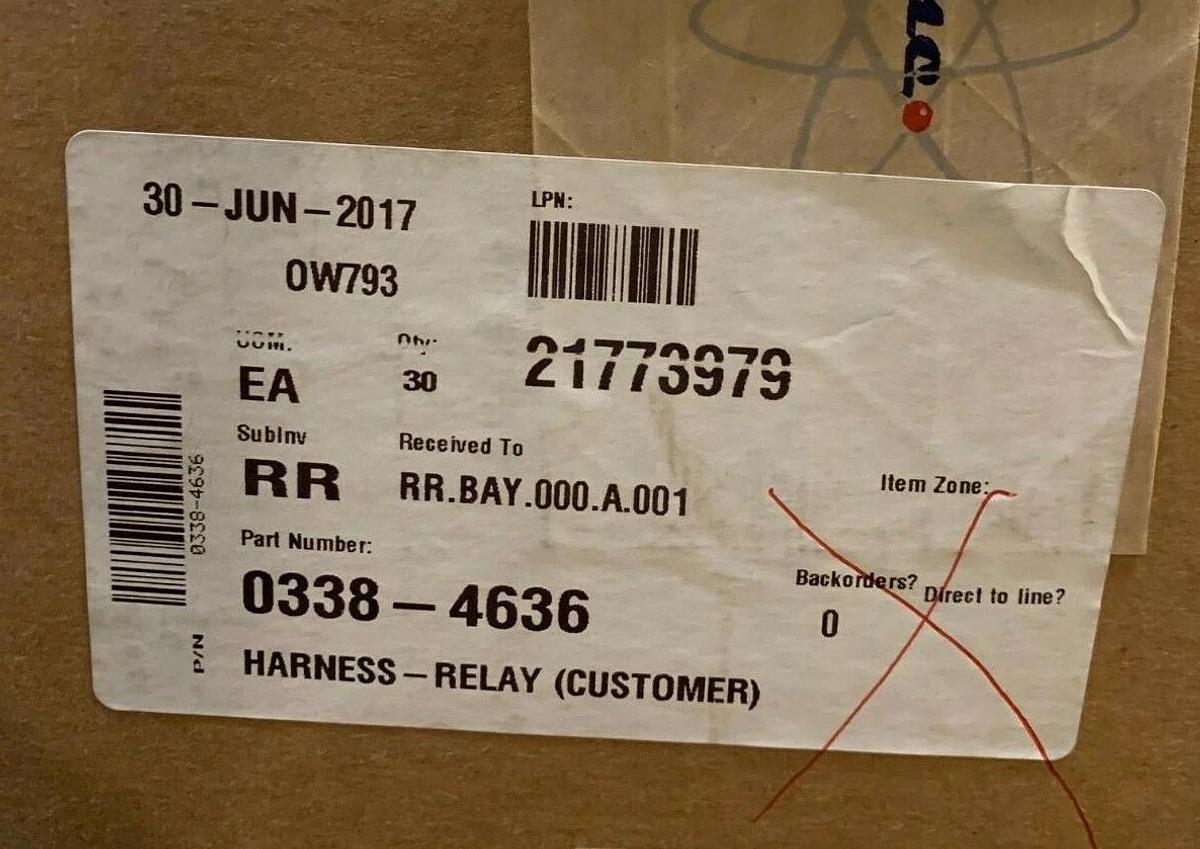 30-JUN-2017
LPN:
OW793
UOM.
Qty:
21773979
EA
30
SubInv
Received To
RR
RR.BAY.000.A.001
Item Zone:
Part Number:
0338-4636
Backorders?
Direct to line?
0
HARNESS-RELAY (CUSTOMER)
0338-4636
P/N